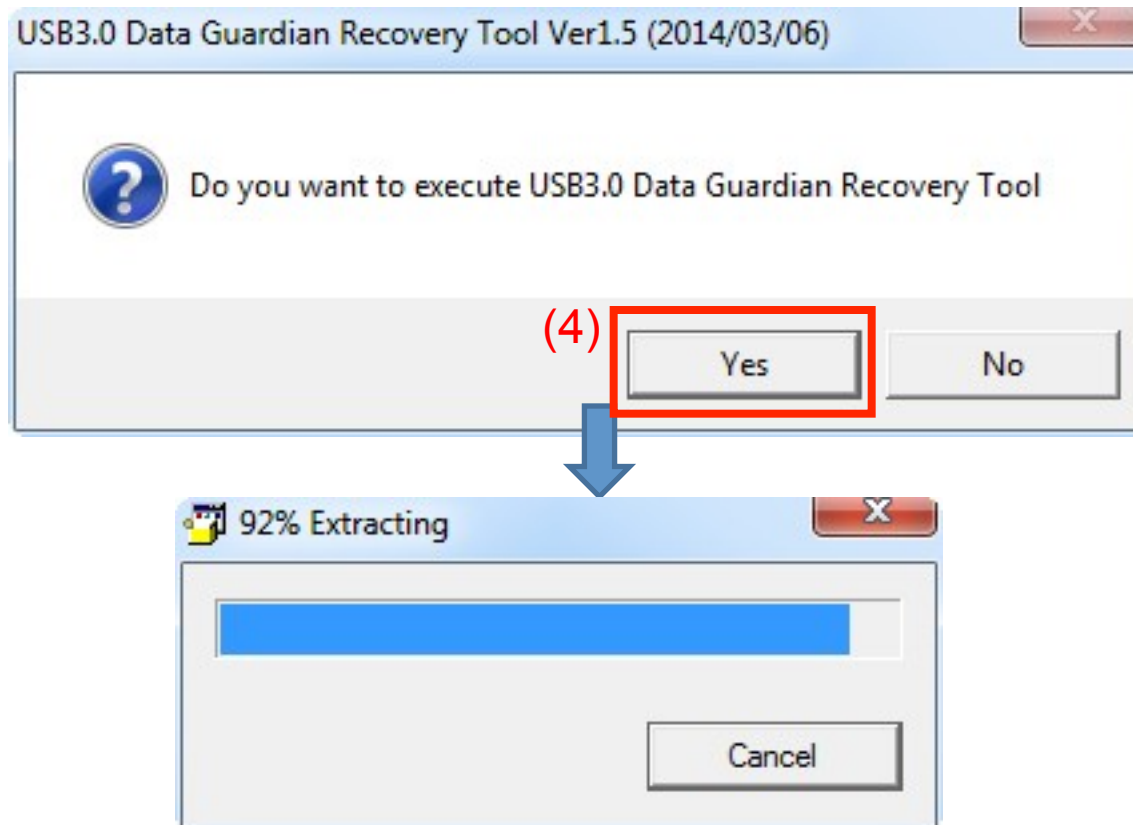 USB3.0 Data Guardian Recovery Tool Ver1.5 (2014/03/06)
Do you want to execute USB3.0 Data Guardian Recovery Tool
(4)
Yes
No
92% Extracting
Cancel